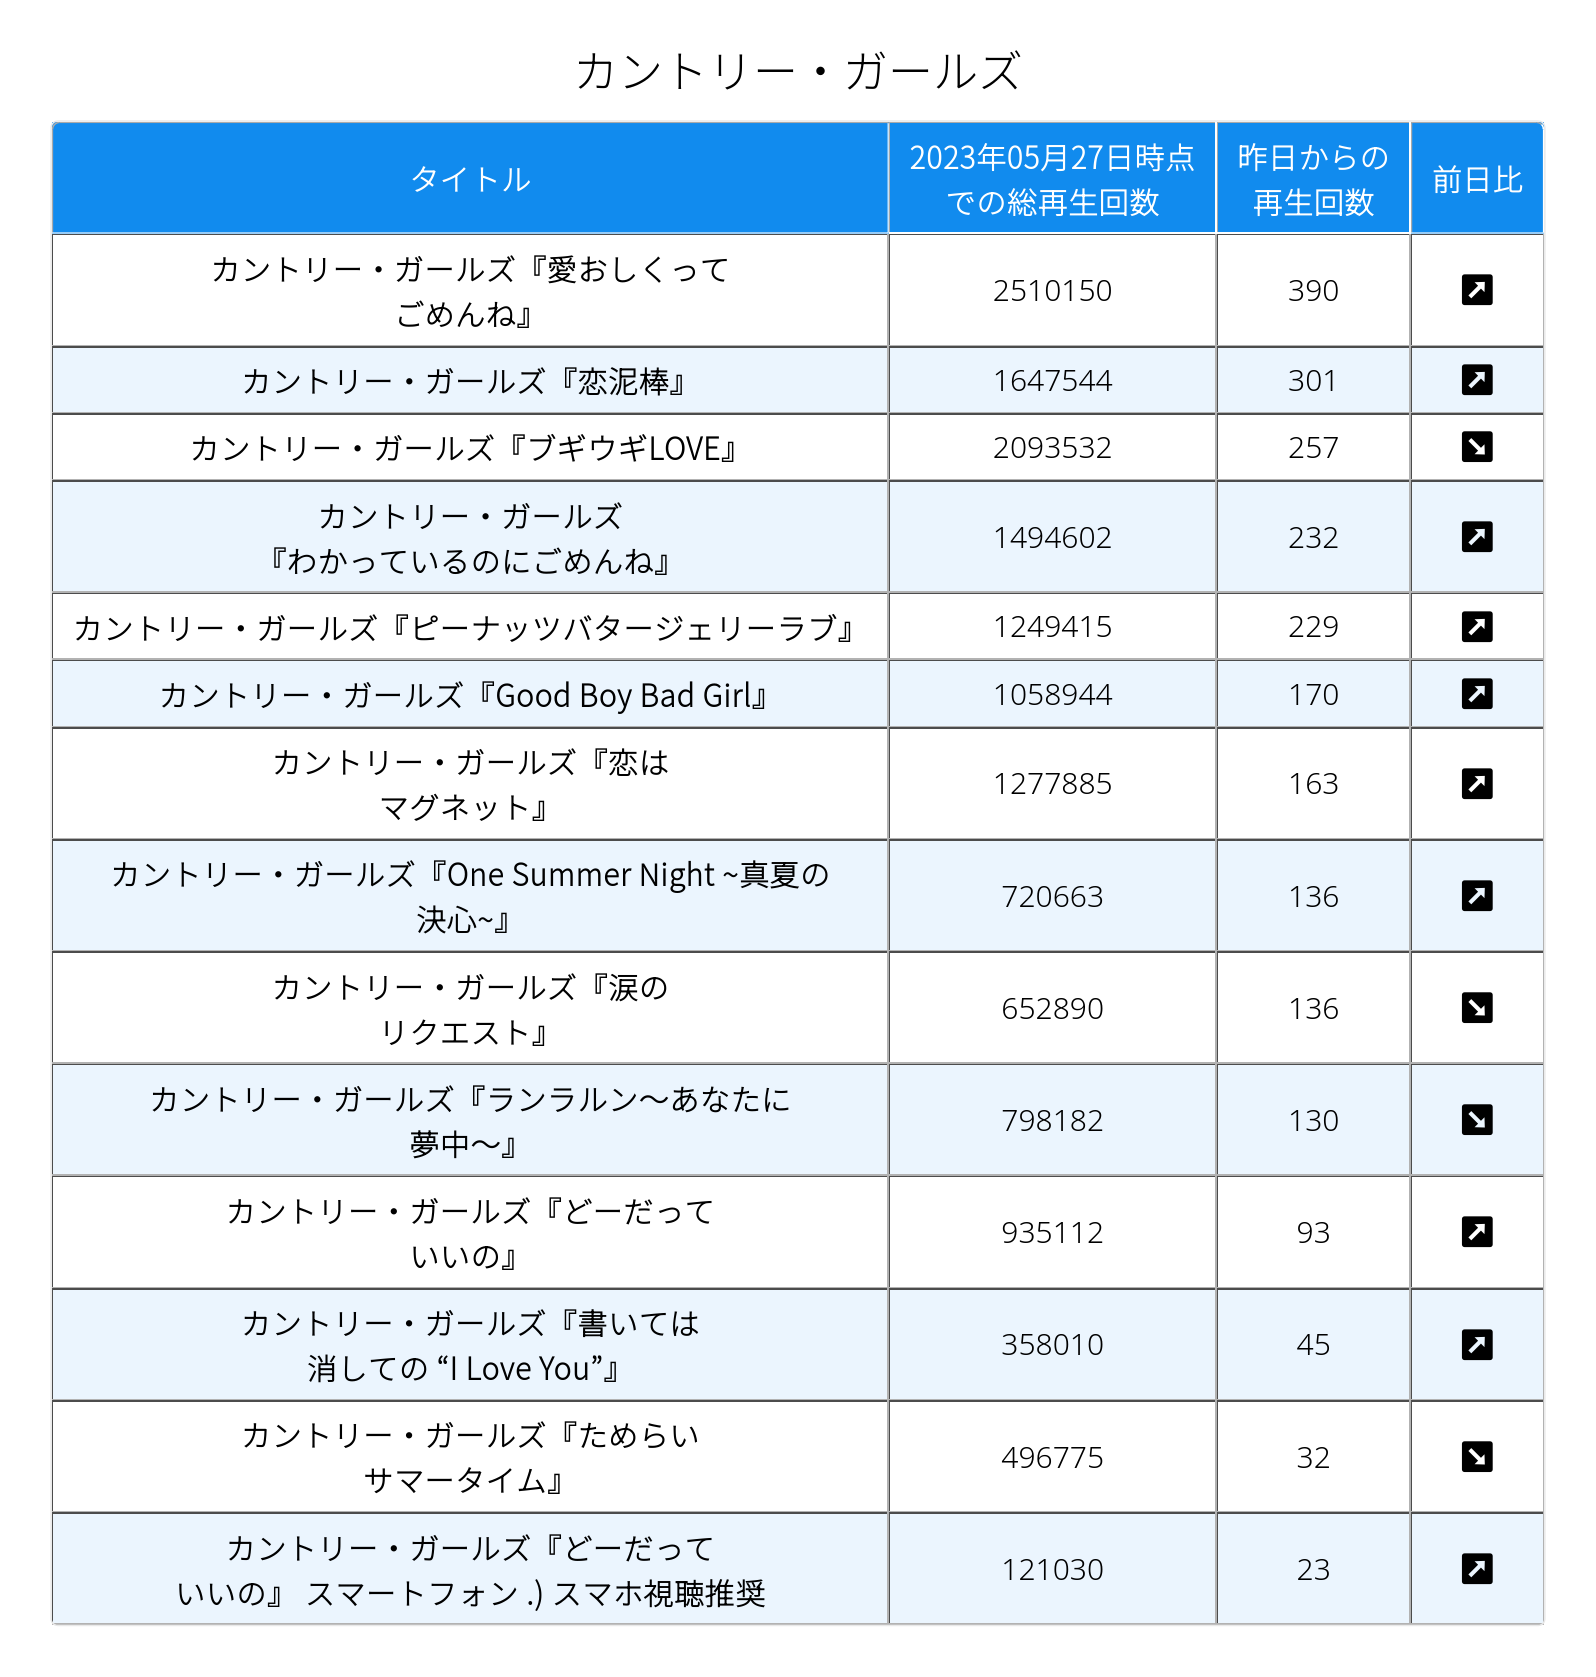 カントリー・ガールズ
タイトル
2023年05月27日時点
での総再生回数
昨日からの
再生回数
前日比
カントリー・ガールズ『愛おしくって
ごめんね』
2510150
390
カントリー・ガールズ『恋泥棒』
1647544
301
カントリー・ガールズ『ブギウギLOVE』
2093532
257
カントリー・ガールズ
『わかっているのにごめんね』
1494602
232
カントリー・ガールズ『ピーナッツバタージェリーラブ』
1249415
229
カントリー・ガールズ『Good Boy Bad Girl』
1058944
170
カントリー・ガールズ『恋は
マグネット』
1277885
163
カントリー・ガールズ『One Summer Night ~真夏の
決心~』
720663
136
カントリー・ガールズ『涙の
リクエスト』
652890
136
カントリー・ガールズ『ランラルン〜あなたに
夢中〜』
798182
130
カントリー・ガールズ『どーだって
いいの』
935112
93
カントリー・ガールズ『書いては
消しての “I Love You”』
358010
45
カントリー・ガールズ『ためらい
サマータイム』
496775
32
カントリー・ガールズ『どーだって
いいの』 スマートフォン .) スマホ視聴推奨
121030
23